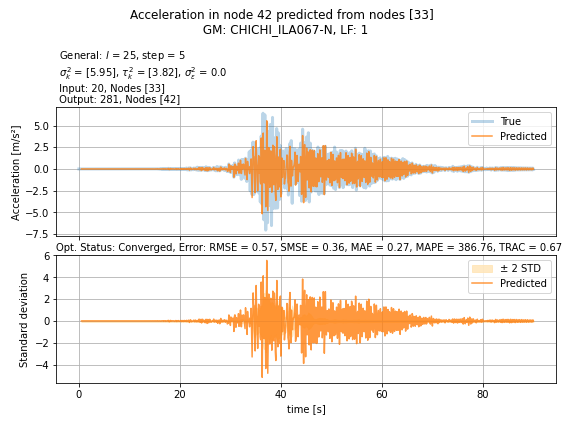 Acceleration in node 42 predicted from nodes [33]
GM: CHICHI_ILA067-N, LF: 1
General: l = 25, step = 5
σ²ₖ = [5.95], τ²ₖ = [3.82], σ²ε = 0.0
Input: 20, Nodes [33]
Output: 281, Nodes [42]
Acceleration [m/s²]
5.0
2.5
0.0
−2.5
−5.0
−7.5
True
Predicted
Opt. Status: Converged, Error: RMSE = 0.57, SMSE = 0.36, MAE = 0.27, MAPE = 386.76, TRAC = 0.67
Standard deviation
6
4
2
0
−2
−4
± 2 STD
Predicted
0 20 40 60 80
time [s]